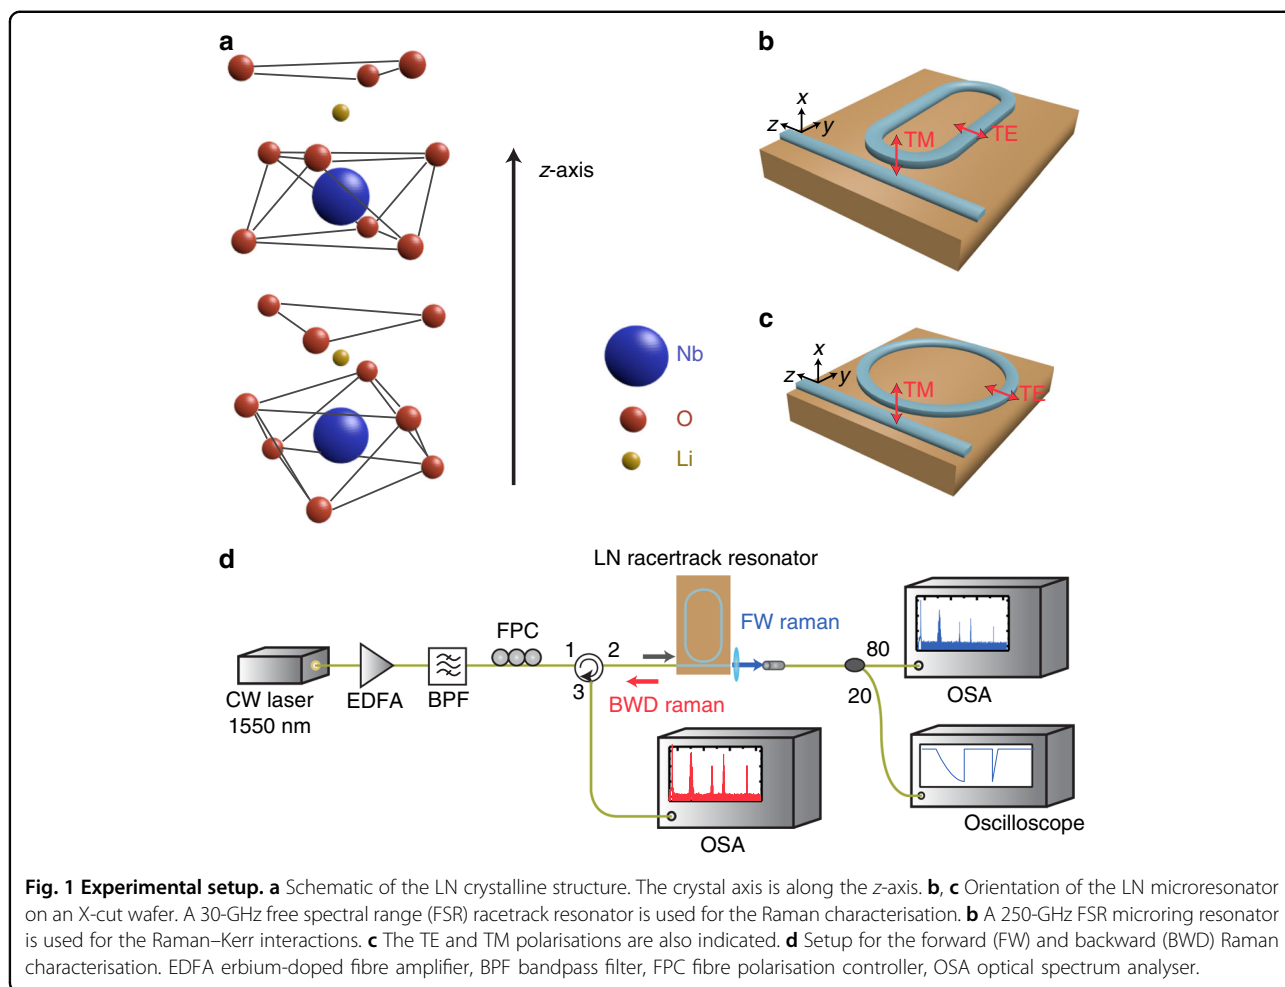 a
z-axis
Nb
O
Li
b
x
z
y
TM
TE
c
x
z
y
TM
TE
d
LN racertrack resonator
FPC
FW raman
1
2
80
3
20
BWD raman
EDFA
BPF
OSA
CW laser
1550 nm
OSA
Oscilloscope
Fig. 1 Experimental setup. a Schematic of the LN crystalline structure. The crystal axis is along the z-axis. b, c Orientation of the LN microresonator
on an X-cut wafer. A 30-GHz free spectral range (FSR) racetrack resonator is used for the Raman characterisation. b A 250-GHz FSR microring resonator
is used for the Raman–Kerr interactions. c The TE and TM polarisations are also indicated. d Setup for the forward (FW) and backward (BWD) Raman
characterisation. EDFA erbium-doped fibre amplifier, BPF bandpass filter, FPC fibre polarisation controller, OSA optical spectrum analyser.